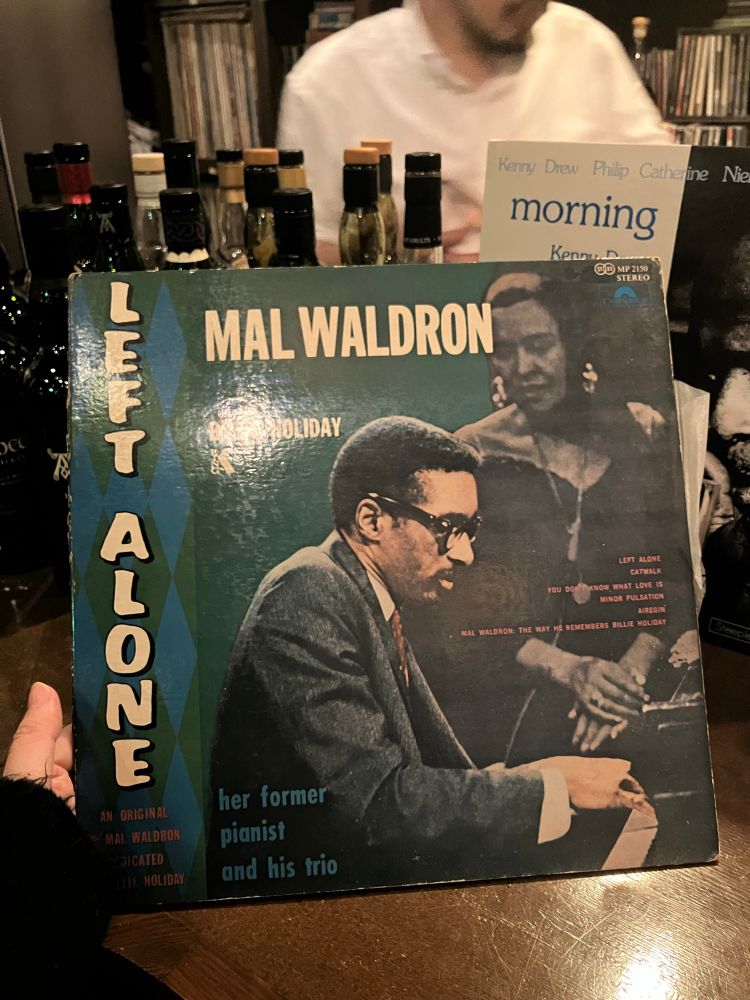 Kenny Drew Philip Catherine
morning
Kenny
MP 2150
STEREO
LEFT ALONE
MAL WALDRON
HOLIDAY
LEFT ALONE
CATWALK
YOU DON'T KNOW WHAT LOVE IS
MINOR PULSATION
AIREGIN
MAL WALDRON: THE WAY HE REMEMBERS BILLIE HOLIDAY
her former
pianist
and his trio
AN ORIGINAL
MAL WALDRON
HOLIDAY